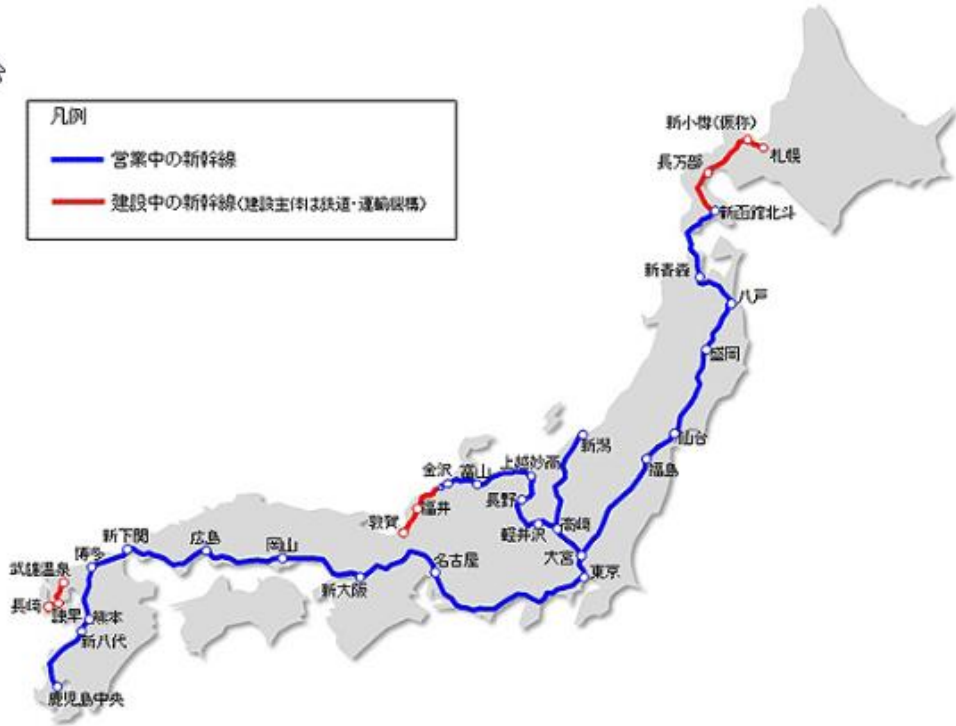 凡例
営業中の新幹線
建設中の新幹線(建設主体は鉄道・運輸機構)
新小樽(仮称)
札幌
長万部
新函館北斗
新青森
八戸
盛岡
新潟
仙台
福島
上越妙高
金沢
富山
長野
福井
敦賀
軽井沢
高崎
大宮
東京
名古屋
新大阪
岡山
広島
新下関
博多
武雄温泉
長崎
諫早
熊本
新八代
鹿児島中央